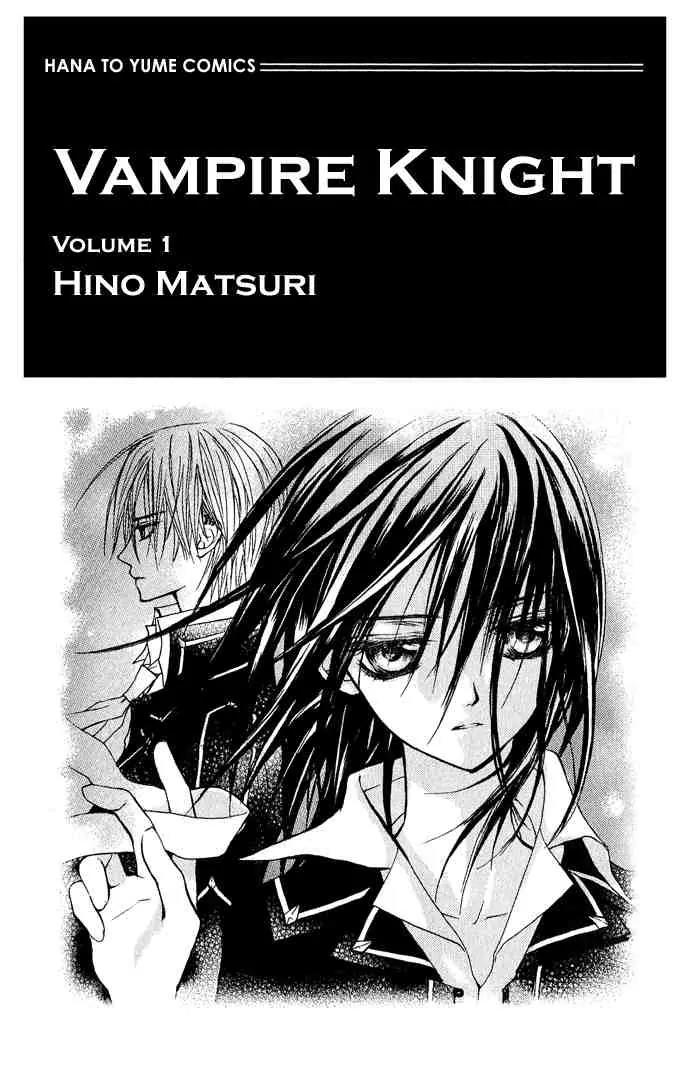 HANA TO YUME COMICS
VAMPIRE KNIGHT
VOLUME 1
HINO MATSURI